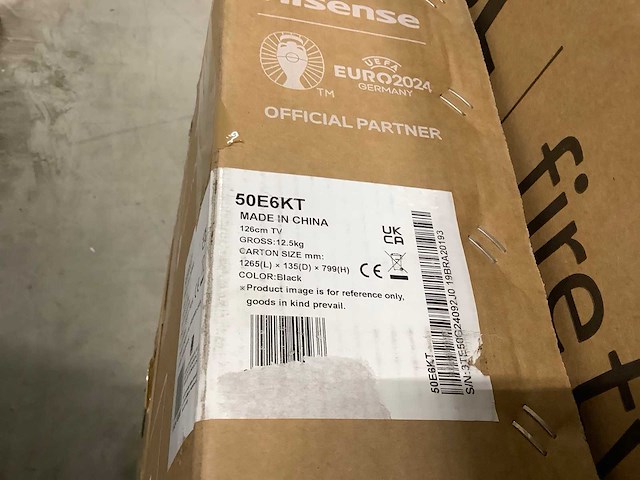 Hisense
UEFA
EURO2024
GERMANY
TM
OFFICIAL PARTNER
50E6KT
MADE IN CHINA
126cm TV
GROSS:12.5kg
CARTON SIZE mm:
1265(L) × 135(D) × 799(H)
COLOR:Black
※Product image is for reference only,
goods in kind prevail.
UK
CA
CE
50E6KT
fire tv